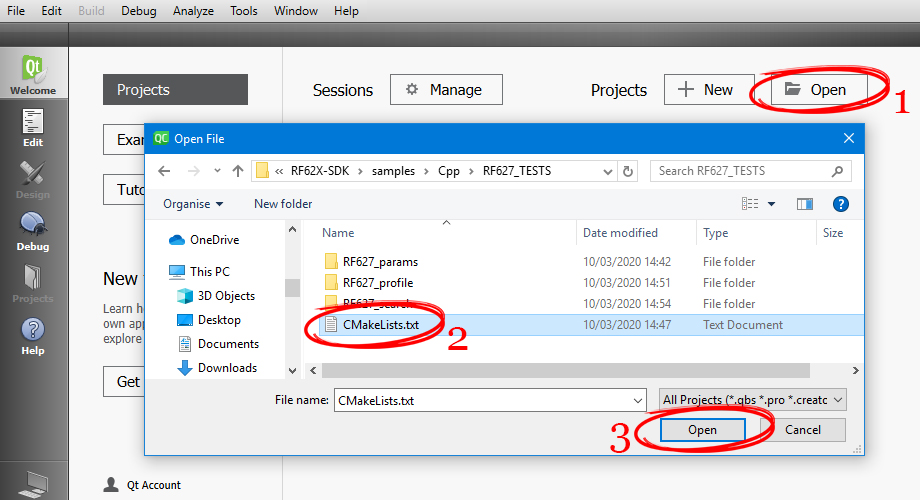 File Edit Build Debug Analyze Tools Window Help
Qt
Welcome
Edit
Design
Debug
Projects
Help
Projects
Sessions
Manage
Projects
New
Open
1
Exa
Tuto
New
Learn h
own app
explore
Get
Qt Account
QC Open File
RF62X-SDK samples Cpp RF627_TESTS
Search RF627_TESTS
Organise New folder
OneDrive
This PC
3D Objects
Desktop
Documents
Downloads
Name Date modified Type Size
RF627_params 10/03/2020 14:42 File folder
RF627_profile 10/03/2020 14:51 File folder
RF627_search 10/03/2020 14:54 File folder
CMakeLists.txt 10/03/2020 14:47 Text Document
2
File name: CMakeLists.txt
All Projects (*.qbs *.pro *.creatc
3
Open
Cancel